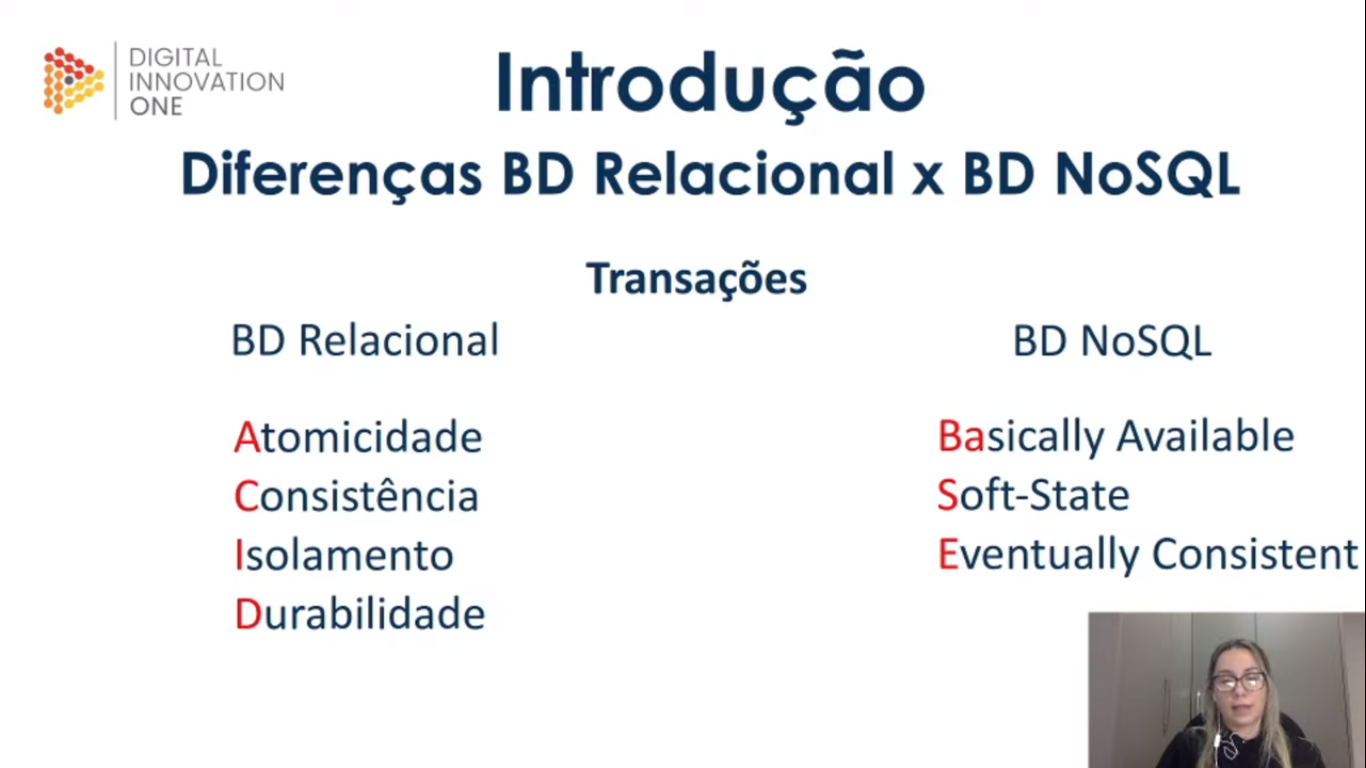 DIGITAL
INNOVATION
ONE
Introdução
Diferenças BD Relacional x BD NoSQL
Transações
BD Relacional
Atomicidade
Consistência
Isolamento
Durabilidade
BD NoSQL
Basically Available
Soft-State
Eventually Consistent